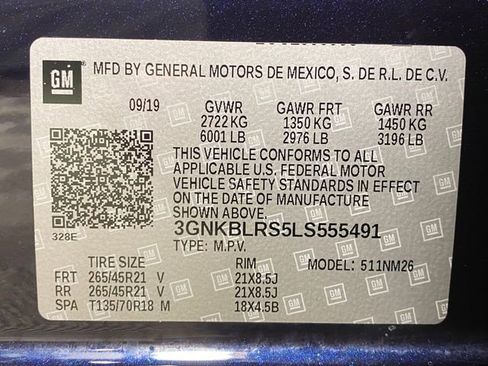 GM
MFD BY GENERAL MOTORS DE MEXICO, S. DE R.L. DE C.V.
09/19 GVWR GAWR FRT GAWR RR
2722 KG 1350 KG 1450 KG
6001 LB 2976 LB 3196 LB
THIS VEHICLE CONFORMS TO ALL
APPLICABLE U.S. FEDERAL MOTOR
VEHICLE SAFETY STANDARDS IN EFFECT
ON THE DATE OF MANUFACTURE
SHOWN ABOVE.
328E
3GNKBLRS5LS555491
TYPE: M.P.V.
TIRE SIZE RIM MODEL: 511NM26
FRT 265/45R21 V 21X8.5J
RR 265/45R21 V 21X8.5J
SPA T135/70R18 M 18X4.5B